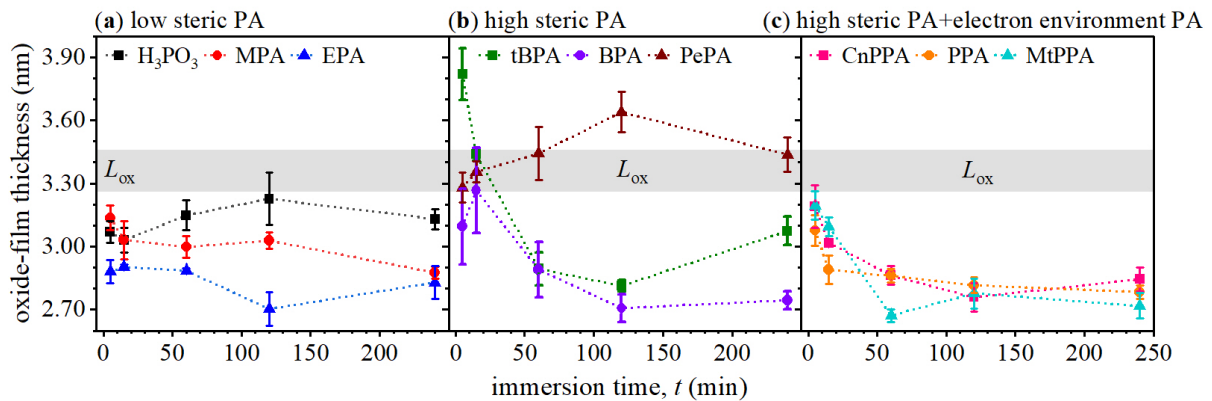 (a) low steric PA
(b) high steric PA
(c) high steric PA+electron environment PA
H₃PO₃ MPA EPA
tBPA BPA PePA
CnPPA PPA MtPPA
oxide-film thickness (nm)
3.90
3.60
3.30
3.00
2.70
Lox
Lox
Lox
0 50 100 150 200
0 50 100 150 200
0 50 100 150 200 250
immersion time, t (min)